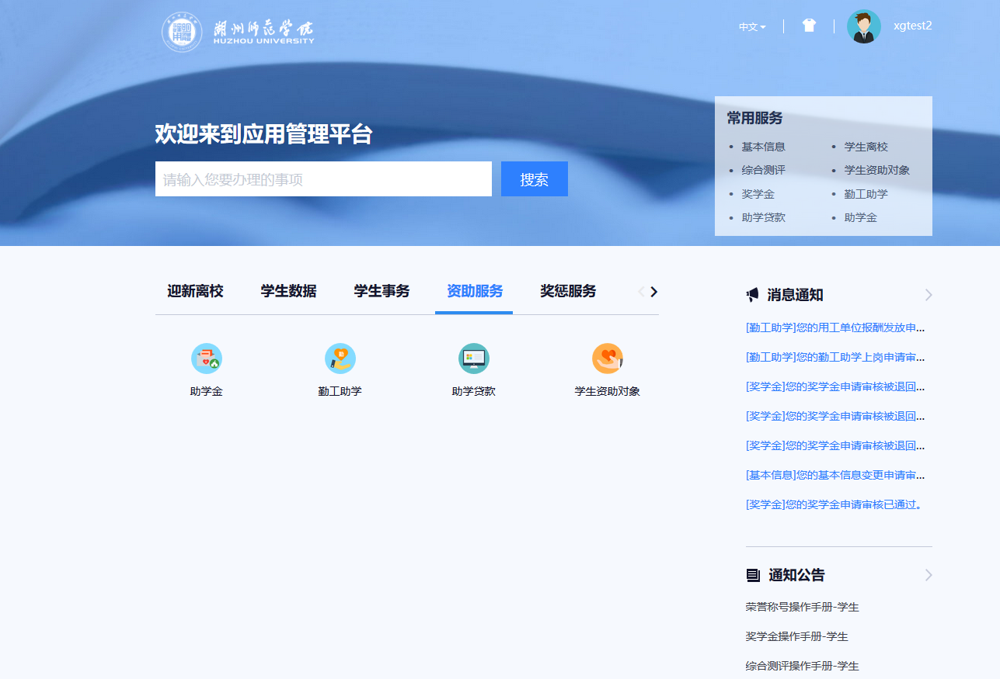 湖州师范学院
HUZHOU UNIVERSITY
中文
xgtest2
欢迎来到应用管理平台
请输入您要办理的事项
搜索
常用服务
基本信息
学生离校
综合测评
学生资助对象
奖学金
勤工助学
助学贷款
助学金
迎新离校
学生数据
学生事务
资助服务
奖惩服务
助学金
勤工助学
助学贷款
学生资助对象
消息通知
[勤工助学]您的用工单位报酬发放申...
[勤工助学]您的勤工助学上岗申请审...
[奖学金]您的奖学金申请审核被退回...
[奖学金]您的奖学金申请审核被退回...
[奖学金]您的奖学金申请审核被退回...
[基本信息]您的基本信息变更申请审...
[奖学金]您的奖学金申请审核已通过。
通知公告
荣誉称号操作手册-学生
奖学金操作手册-学生
综合测评操作手册-学生